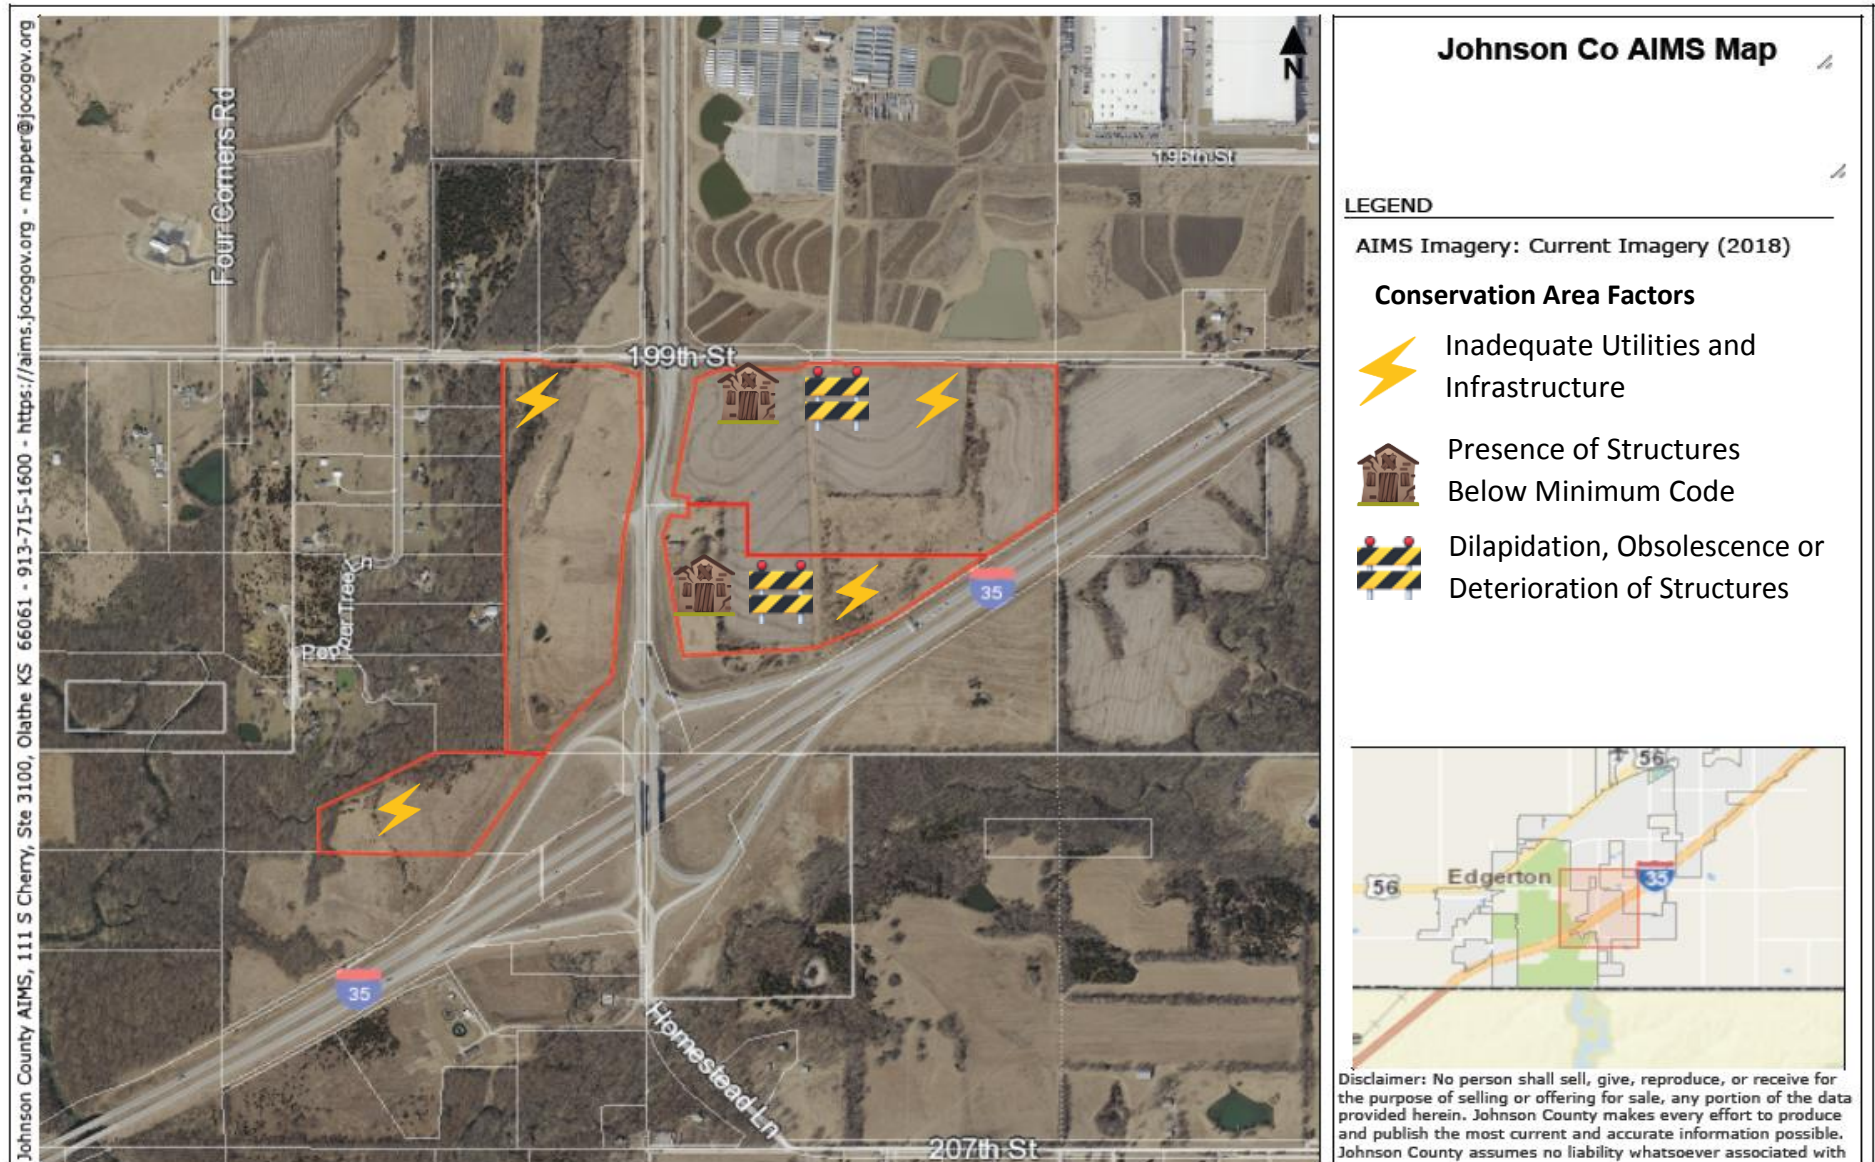 Johnson County AIMS, 111 S Cherry, Ste 3100, Olathe KS 66061 - 913-715-1600 - https://aims.jocogov.org - mapper@jocogov.org
N
Four Corners Rd
196th St
199th St
Poplar Tree Ln
35
35
Homestead Ln
207th St
Johnson Co AIMS Map
LEGEND
AIMS Imagery: Current Imagery (2018)
Conservation Area Factors
Inadequate Utilities and
Infrastructure
Presence of Structures
Below Minimum Code
Dilapidation, Obsolescence or
Deterioration of Structures
56
Edgerton
35
56
e
Disclaimer: No person shall sell, give, reproduce, or receive for
the purpose of selling or offering for sale, any portion of the data
provided herein. Johnson County makes every effort to produce
and publish the most current and accurate information possible.
Johnson County assumes no liability whatsoever associated with